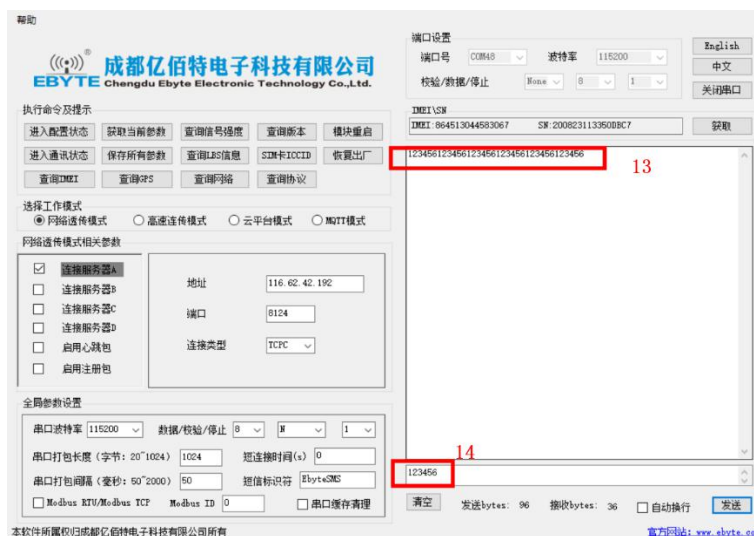 帮助
EBYTE 成都亿佰特电子科技有限公司
Chengdu Ebyte Electronic Technology Co.,Ltd.
端口设置
端口号 COM48 波特率 115200
校验/数据/停止 None 8 1
English
中文
关闭串口
执行命令及提示
进入配置状态 获取当前参数 查询信号强度 查询版本 模块重启
进入通讯状态 保存所有参数 查询LBS信息 SIM卡ICCID 恢复出厂
查询IMEI 查询GPS 查询网络 查询协议
IMEI\SN
IMEI:864513044583067 SN:200823113350DBC7 获取
123456123456123456123456123456123456
13
选择工作模式
网络透传模式 高速连传模式 云平台模式 MQTT模式
网络透传模式相关参数
连接服务器A
连接服务器B
连接服务器C
连接服务器D
启用心跳包
启用注册包
地址 116.62.42.192
端口 8124
连接类型 TCPC
全局参数设置
串口波特率 115200 数据/校验/停止 8 N 1
串口打包长度 (字节: 20~1024) 1024 短连接时间(s) 0
串口打包间隔 (毫秒: 50~2000) 50 短信标识符 EbyteSMS
Modbus RTU/Modbus TCP Modbus ID 0 串口缓存清理
14
123456
清空 发送bytes: 96 接收bytes: 36 自动换行 发送
本软件所属权归成都亿佰特电子科技有限公司所有
官方网站: www.ebyte.co